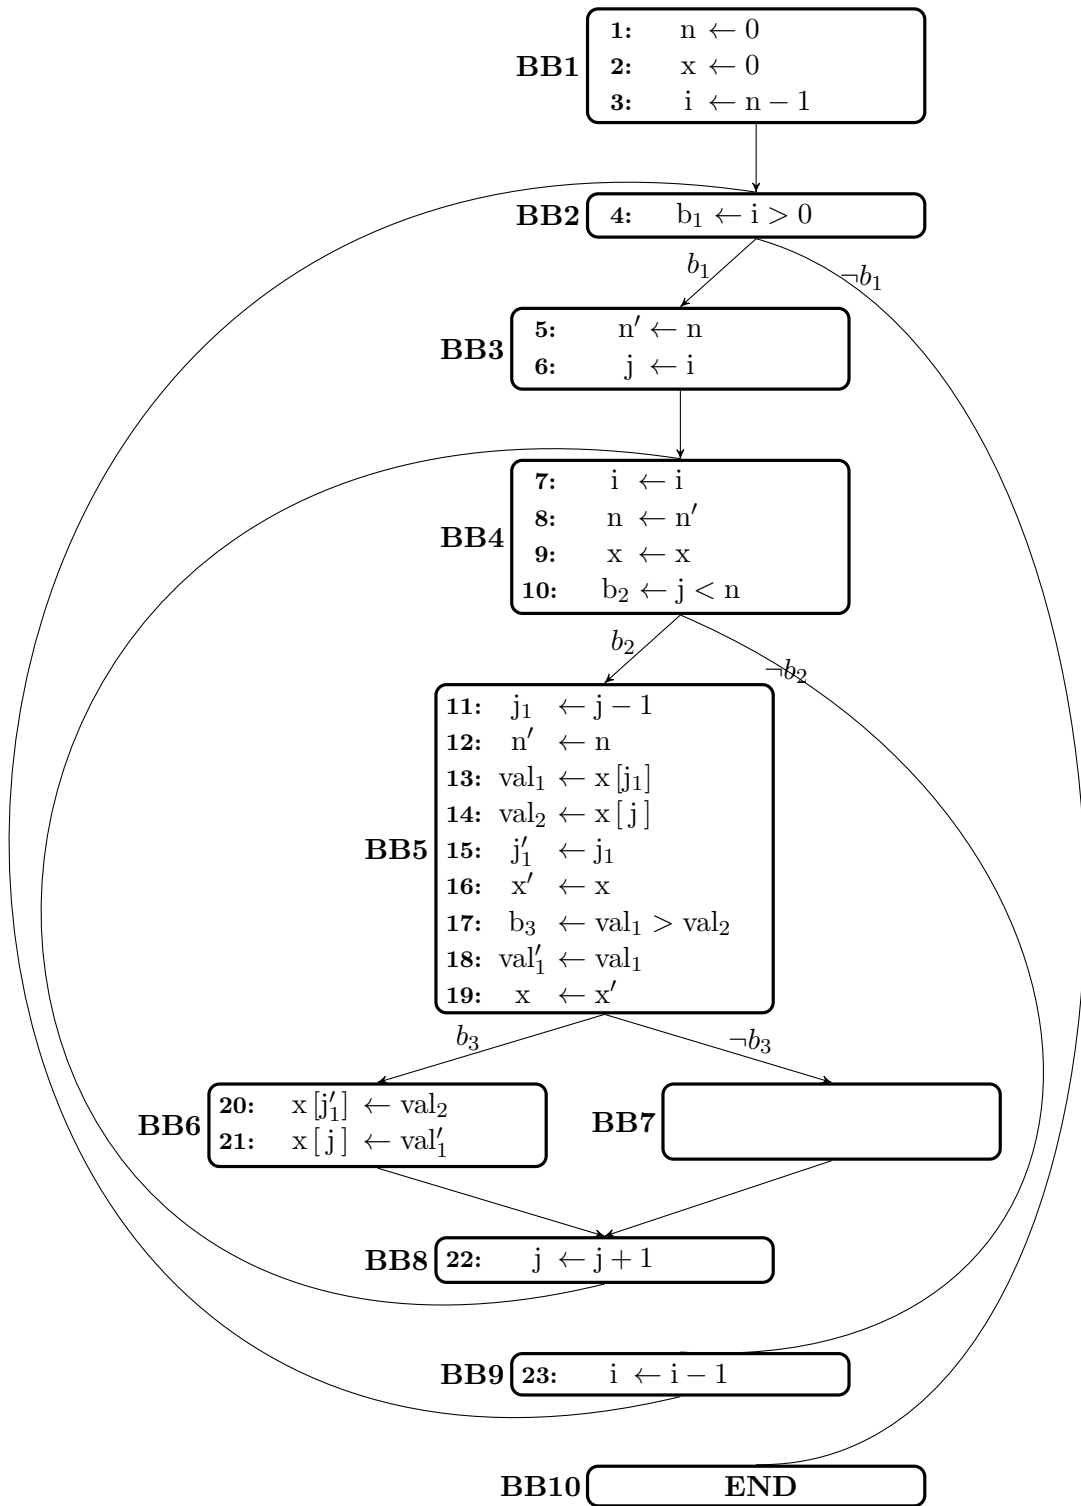 BB1
1: n ← 0
2: x ← 0
3: i ← n − 1
BB2
4: b₁ ← i > 0
b₁
¬b₁
BB3
5: n′ ← n
6: j ← i
BB4
7: i ← i
8: n ← n′
9: x ← x
10: b₂ ← j < n
b₂
¬b₂
BB5
11: j₁ ← j − 1
12: n′ ← n
13: val₁ ← x [j₁]
14: val₂ ← x [ j ]
15: j′₁ ← j₁
16: x′ ← x
17: b₃ ← val₁ > val₂
18: val′₁ ← val₁
19: x ← x′
b₃
¬b₃
BB6
20: x [j′₁] ← val₂
21: x [ j ] ← val′₁
BB7
BB8
22: j ← j + 1
BB9
23: i ← i − 1
BB10
END